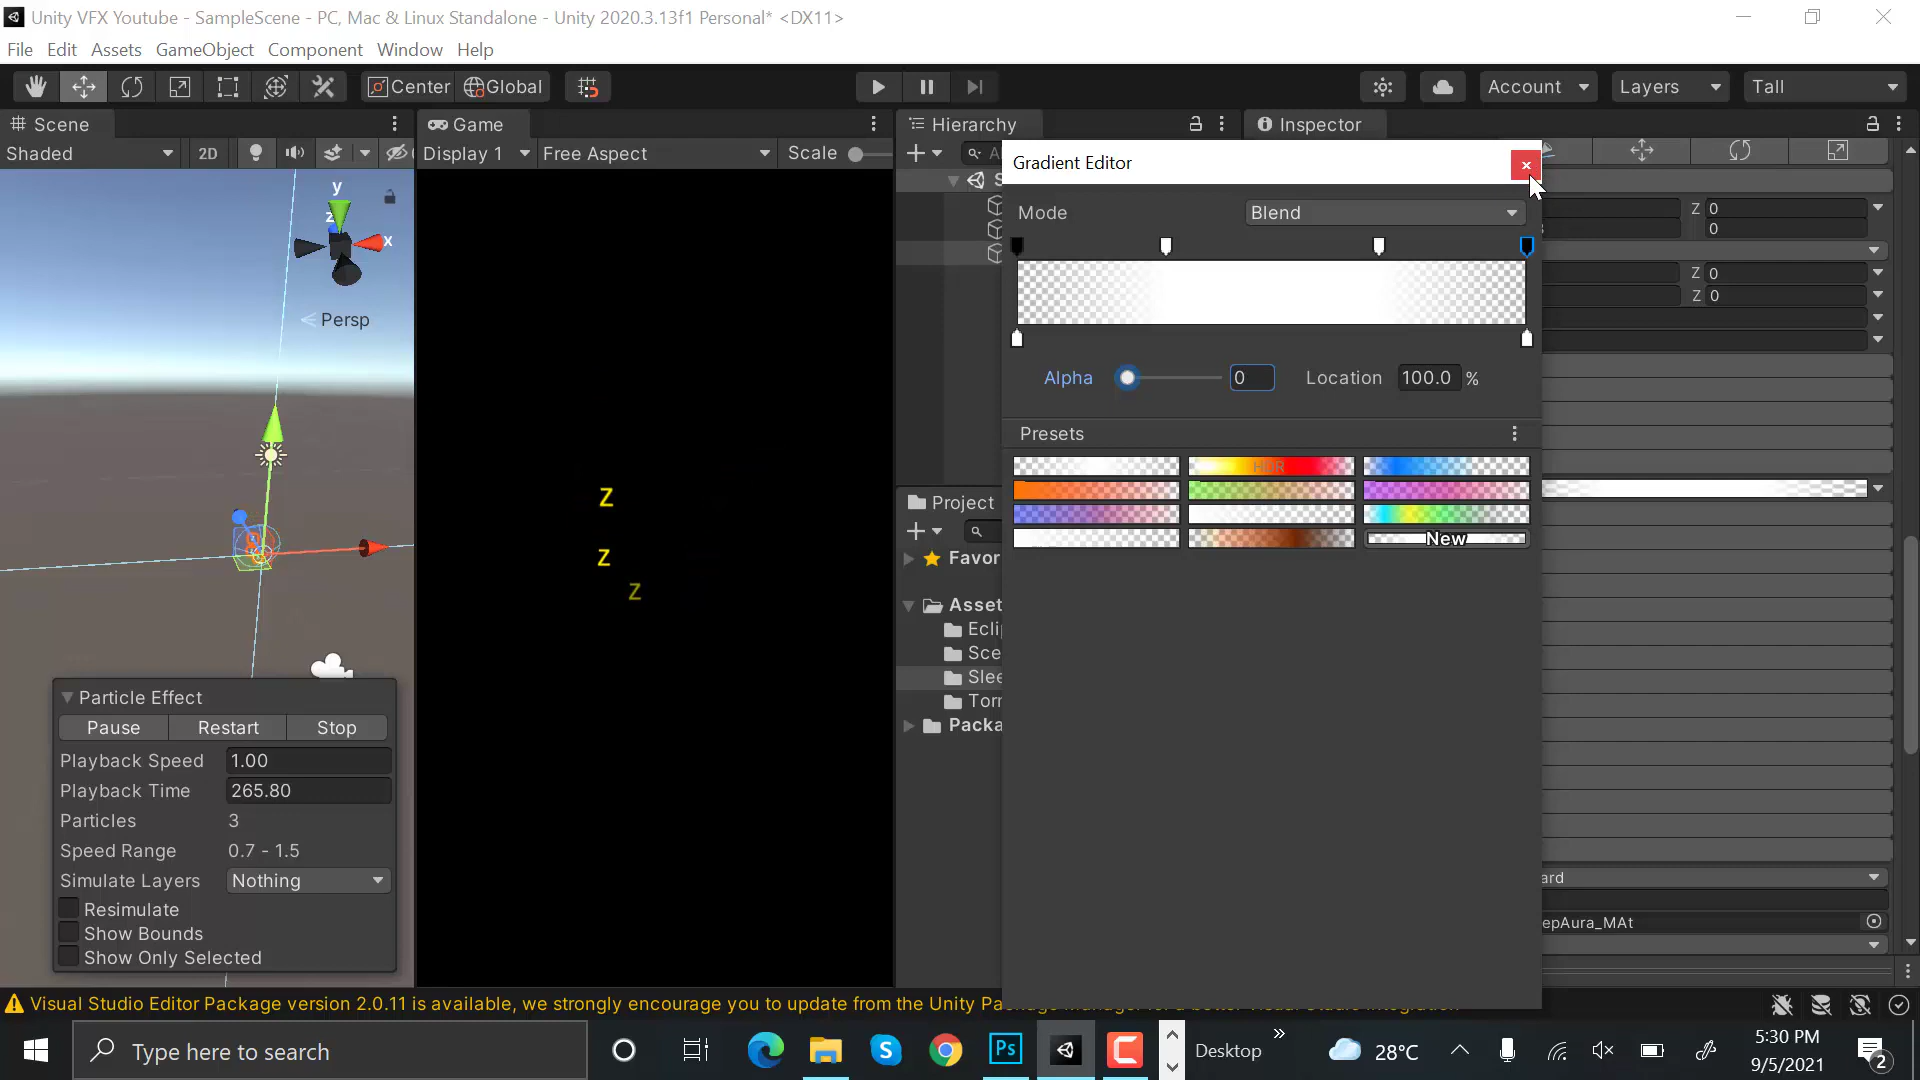 Unity VFX Youtube - SampleScene - PC, Mac & Linux Standalone - Unity 2020.3.13f1 Personal* <DX11>
File Edit Assets GameObject Component Window Help
Center Global Account Layers Tall
Scene Game Hierarchy Inspector
Shaded 2D Display 1 Free Aspect Scale
Gradient Editor
Mode Blend
Z 0
Z 0
0
Z 0
Z 0
y
z
x
Persp
Alpha 0 Location 100.0 %
Presets
HDR
New
Z
Z
Z
Project
Favor
Asset
Ecli
Sce
Slee
Torr
Packa
Particle Effect
Pause Restart Stop
Playback Speed 1.00
Playback Time 265.80
Particles 3
Speed Range 0.7 - 1.5
Simulate Layers Nothing
Resimulate
Show Bounds
Show Only Selected
ard
epAura_MAt
Visual Studio Editor Package version 2.0.11 is available, we strongly encourage you to update from the Unity Pa
Type here to search
Ps
Desktop
28°C
5:30 PM
9/5/2021
2